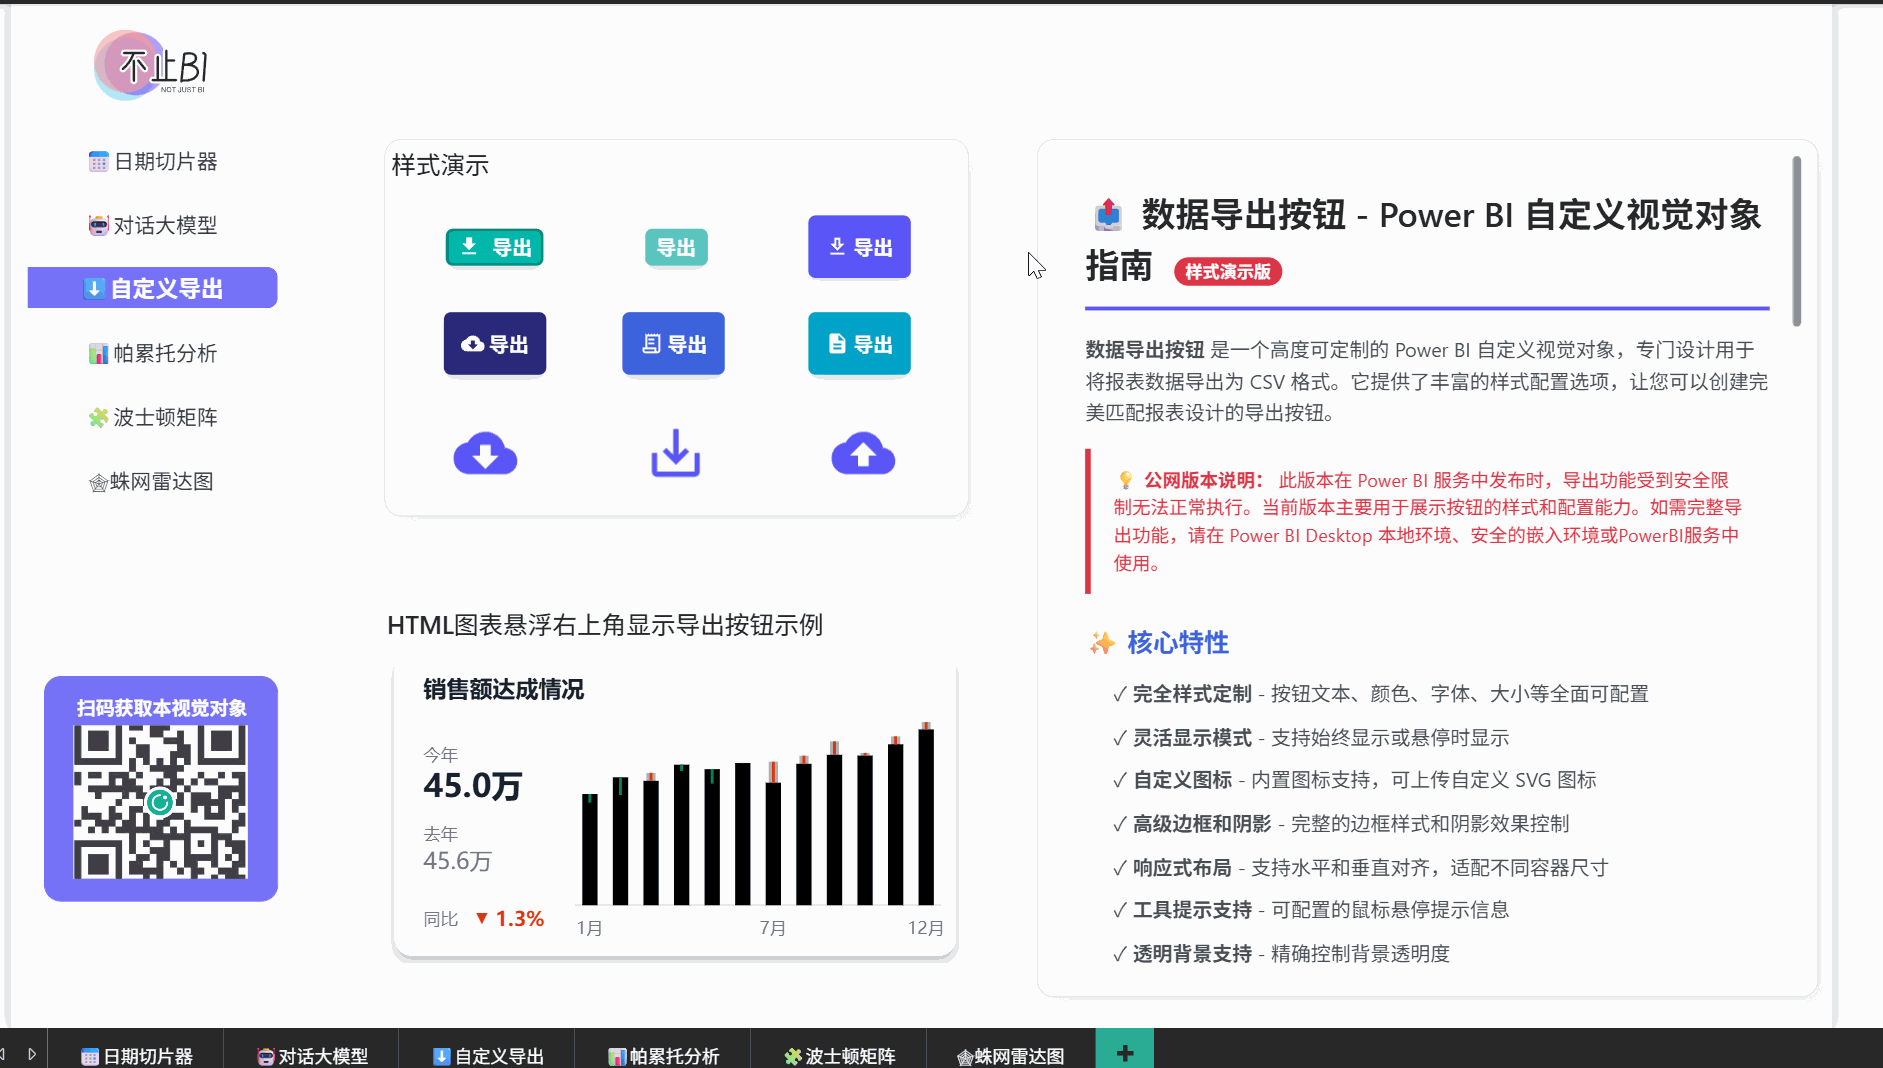 不止BI
NOT JUST BI
日期切片器
对话大模型
自定义导出
帕累托分析
波士顿矩阵
蛛网雷达图
扫码获取本视觉对象
样式演示
导出
导出
导出
导出
导出
导出
HTML图表悬浮右上角显示导出按钮示例
销售额达成情况
今年
45.0万
去年
45.6万
同比 ▼ 1.3%
1月 7月 12月
数据导出按钮 - Power BI 自定义视觉对象
指南 样式演示版
数据导出按钮 是一个高度可定制的 Power BI 自定义视觉对象，专门设计用于
将报表数据导出为 CSV 格式。它提供了丰富的样式配置选项，让您可以创建完
美匹配报表设计的导出按钮。
公网版本说明： 此版本在 Power BI 服务中发布时，导出功能受到安全限
制无法正常执行。当前版本主要用于展示按钮的样式和配置能力。如需完整导
出功能，请在 Power BI Desktop 本地环境、安全的嵌入环境或PowerBI服务中
使用。
核心特性
✓ 完全样式定制 - 按钮文本、颜色、字体、大小等全面可配置
✓ 灵活显示模式 - 支持始终显示或悬停时显示
✓ 自定义图标 - 内置图标支持，可上传自定义 SVG 图标
✓ 高级边框和阴影 - 完整的边框样式和阴影效果控制
✓ 响应式布局 - 支持水平和垂直对齐，适配不同容器尺寸
✓ 工具提示支持 - 可配置的鼠标悬停提示信息
✓ 透明背景支持 - 精确控制背景透明度
日期切片器 对话大模型 自定义导出 帕累托分析 波士顿矩阵 蛛网雷达图 +